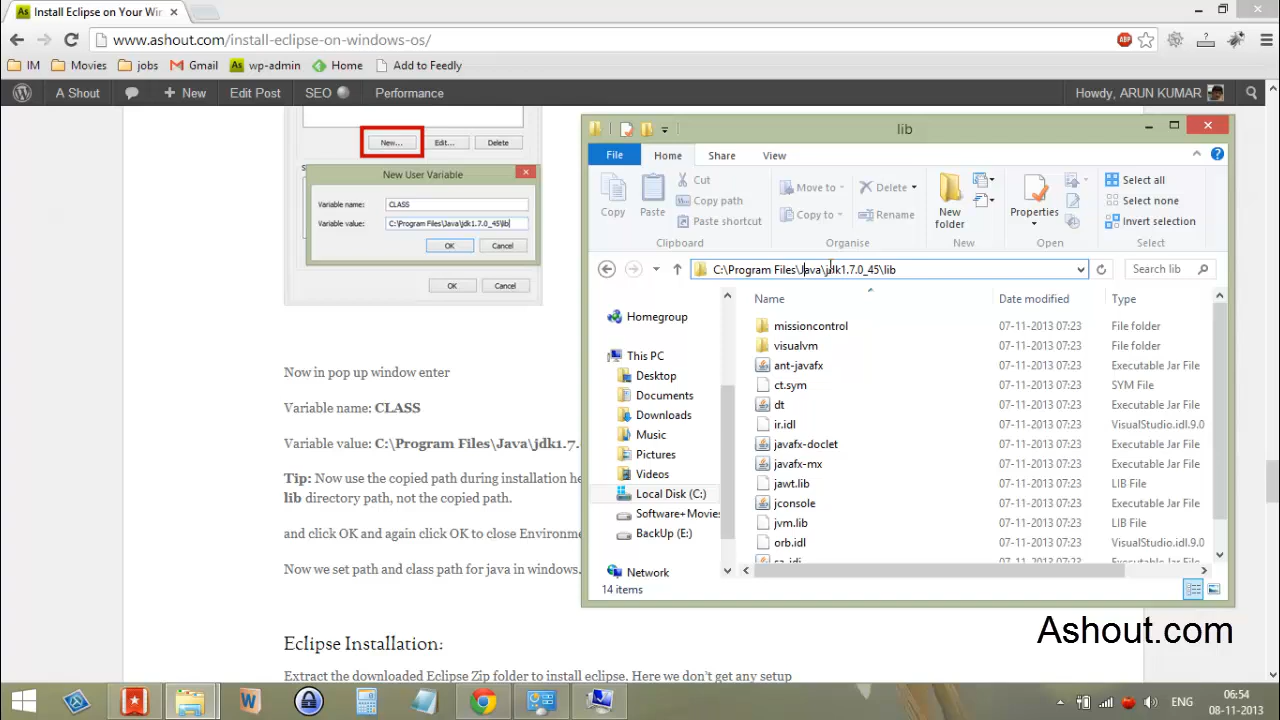 Install Eclipse on Your Wir
www.ashout.com/install-eclipse-on-windows-os/
ABP
IM
Movies
jobs
Gmail
As
wp-admin
Home
Add to Feedly
A Shout
New
Edit Post
SEO
Performance
Howdy, ARUN KUMAR
New...
Edit...
Delete
New User Variable
Variable name:
CLASS
Variable value:
C:\Program Files\Java\jdk1.7.0_45\lib
OK
Cancel
OK
Cancel
Now in pop up window enter
Variable name: CLASS
Variable value: C:\Program Files\Java\jdk1.7.
Tip: Now use the copied path during installation he
lib directory path, not the copied path.
and click OK and again click OK to close Environm
Now we set path and class path for java in windows.
Eclipse Installation:
Extract the downloaded Eclipse Zip folder to install eclipse. Here we don't get any setup
lib
File
Home
Share
View
Copy
Paste
Cut
Copy path
Paste shortcut
Clipboard
Move to
Copy to
Delete
Rename
Organise
New
folder
New
Properties
Open
Select all
Select none
Invert selection
Select
C:\Program Files\Java\jdk1.7.0_45\lib
Search lib
Homegroup
This PC
Desktop
Documents
Downloads
Music
Pictures
Videos
Local Disk (C:)
Software+Movie
BackUp (E:)
Network
Name
Date modified
Type
missioncontrol 07-11-2013 07:23 File folder
visualvm 07-11-2013 07:23 File folder
ant-javafx 07-11-2013 07:23 Executable Jar File
ct.sym 07-11-2013 07:23 SYM File
dt 07-11-2013 07:23 Executable Jar File
ir.idl 07-11-2013 07:23 VisualStudio.idl.9.0
javafx-doclet 07-11-2013 07:23 Executable Jar File
javafx-mx 07-11-2013 07:23 Executable Jar File
jawt.lib 07-11-2013 07:23 LIB File
jconsole 07-11-2013 07:23 Executable Jar File
jvm.lib 07-11-2013 07:23 LIB File
orb.idl 07-11-2013 07:23 VisualStudio.idl.9.0
14 items
Ashout.com
ENG
06:54
08-11-2013